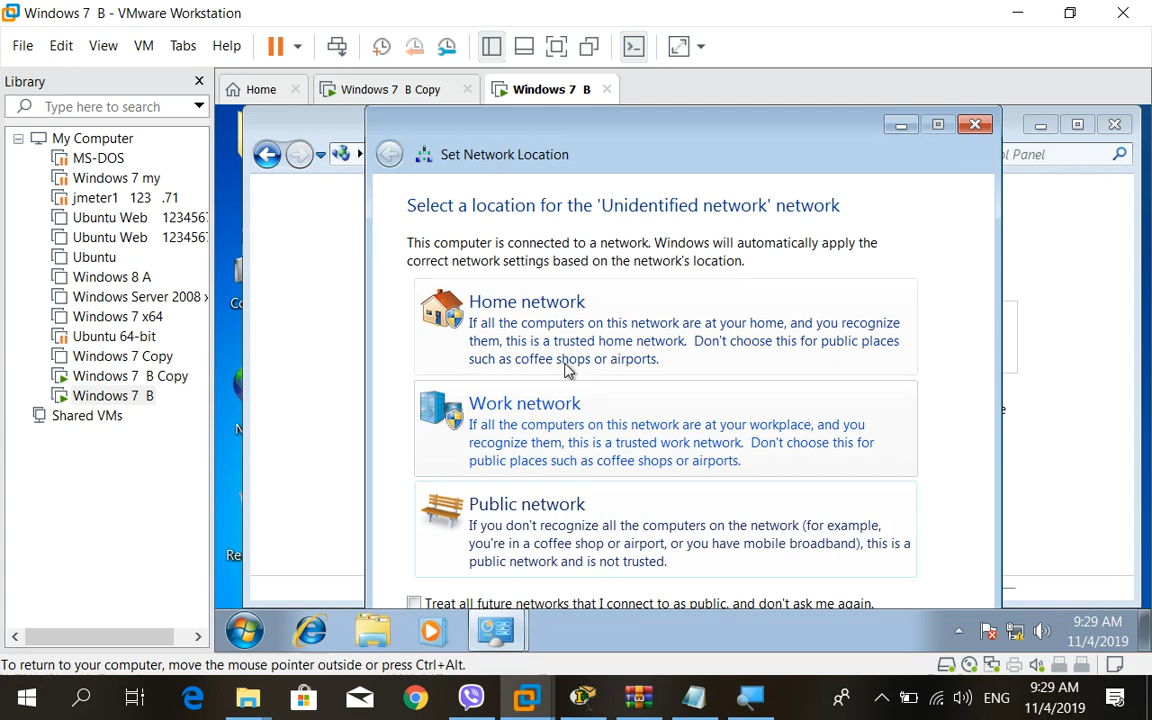 Windows 7  B - VMware Workstation
File Edit View VM Tabs Help
Library
Type here to search
My Computer
MS-DOS
Windows 7 my
jmeter1   123   .71
Ubuntu Web   1234567
Ubuntu Web   1234567
Ubuntu
Windows 8 A
Windows Server 2008 x
Windows 7 x64
Ubuntu 64-bit
Windows 7 Copy
Windows 7  B Copy
Windows 7  B
Shared VMs
Home
Windows 7  B Copy
Windows 7  B
ol Panel
Set Network Location
Select a location for the 'Unidentified network' network
This computer is connected to a network. Windows will automatically apply the
correct network settings based on the network's location.
Home network
If all the computers on this network are at your home, and you recognize
them, this is a trusted home network.  Don't choose this for public places
such as coffee shops or airports.
Work network
If all the computers on this network are at your workplace, and you
recognize them, this is a trusted work network.  Don't choose this for
public places such as coffee shops or airports.
Public network
If you don't recognize all the computers on the network (for example,
you're in a coffee shop or airport, or you have mobile broadband), this is a
public network and is not trusted.
Treat all future networks that I connect to as public, and don't ask me again.
Co
N
Re
e
9:29 AM
11/4/2019
To return to your computer, move the mouse pointer outside or press Ctrl+Alt.
ENG
9:29 AM
11/4/2019